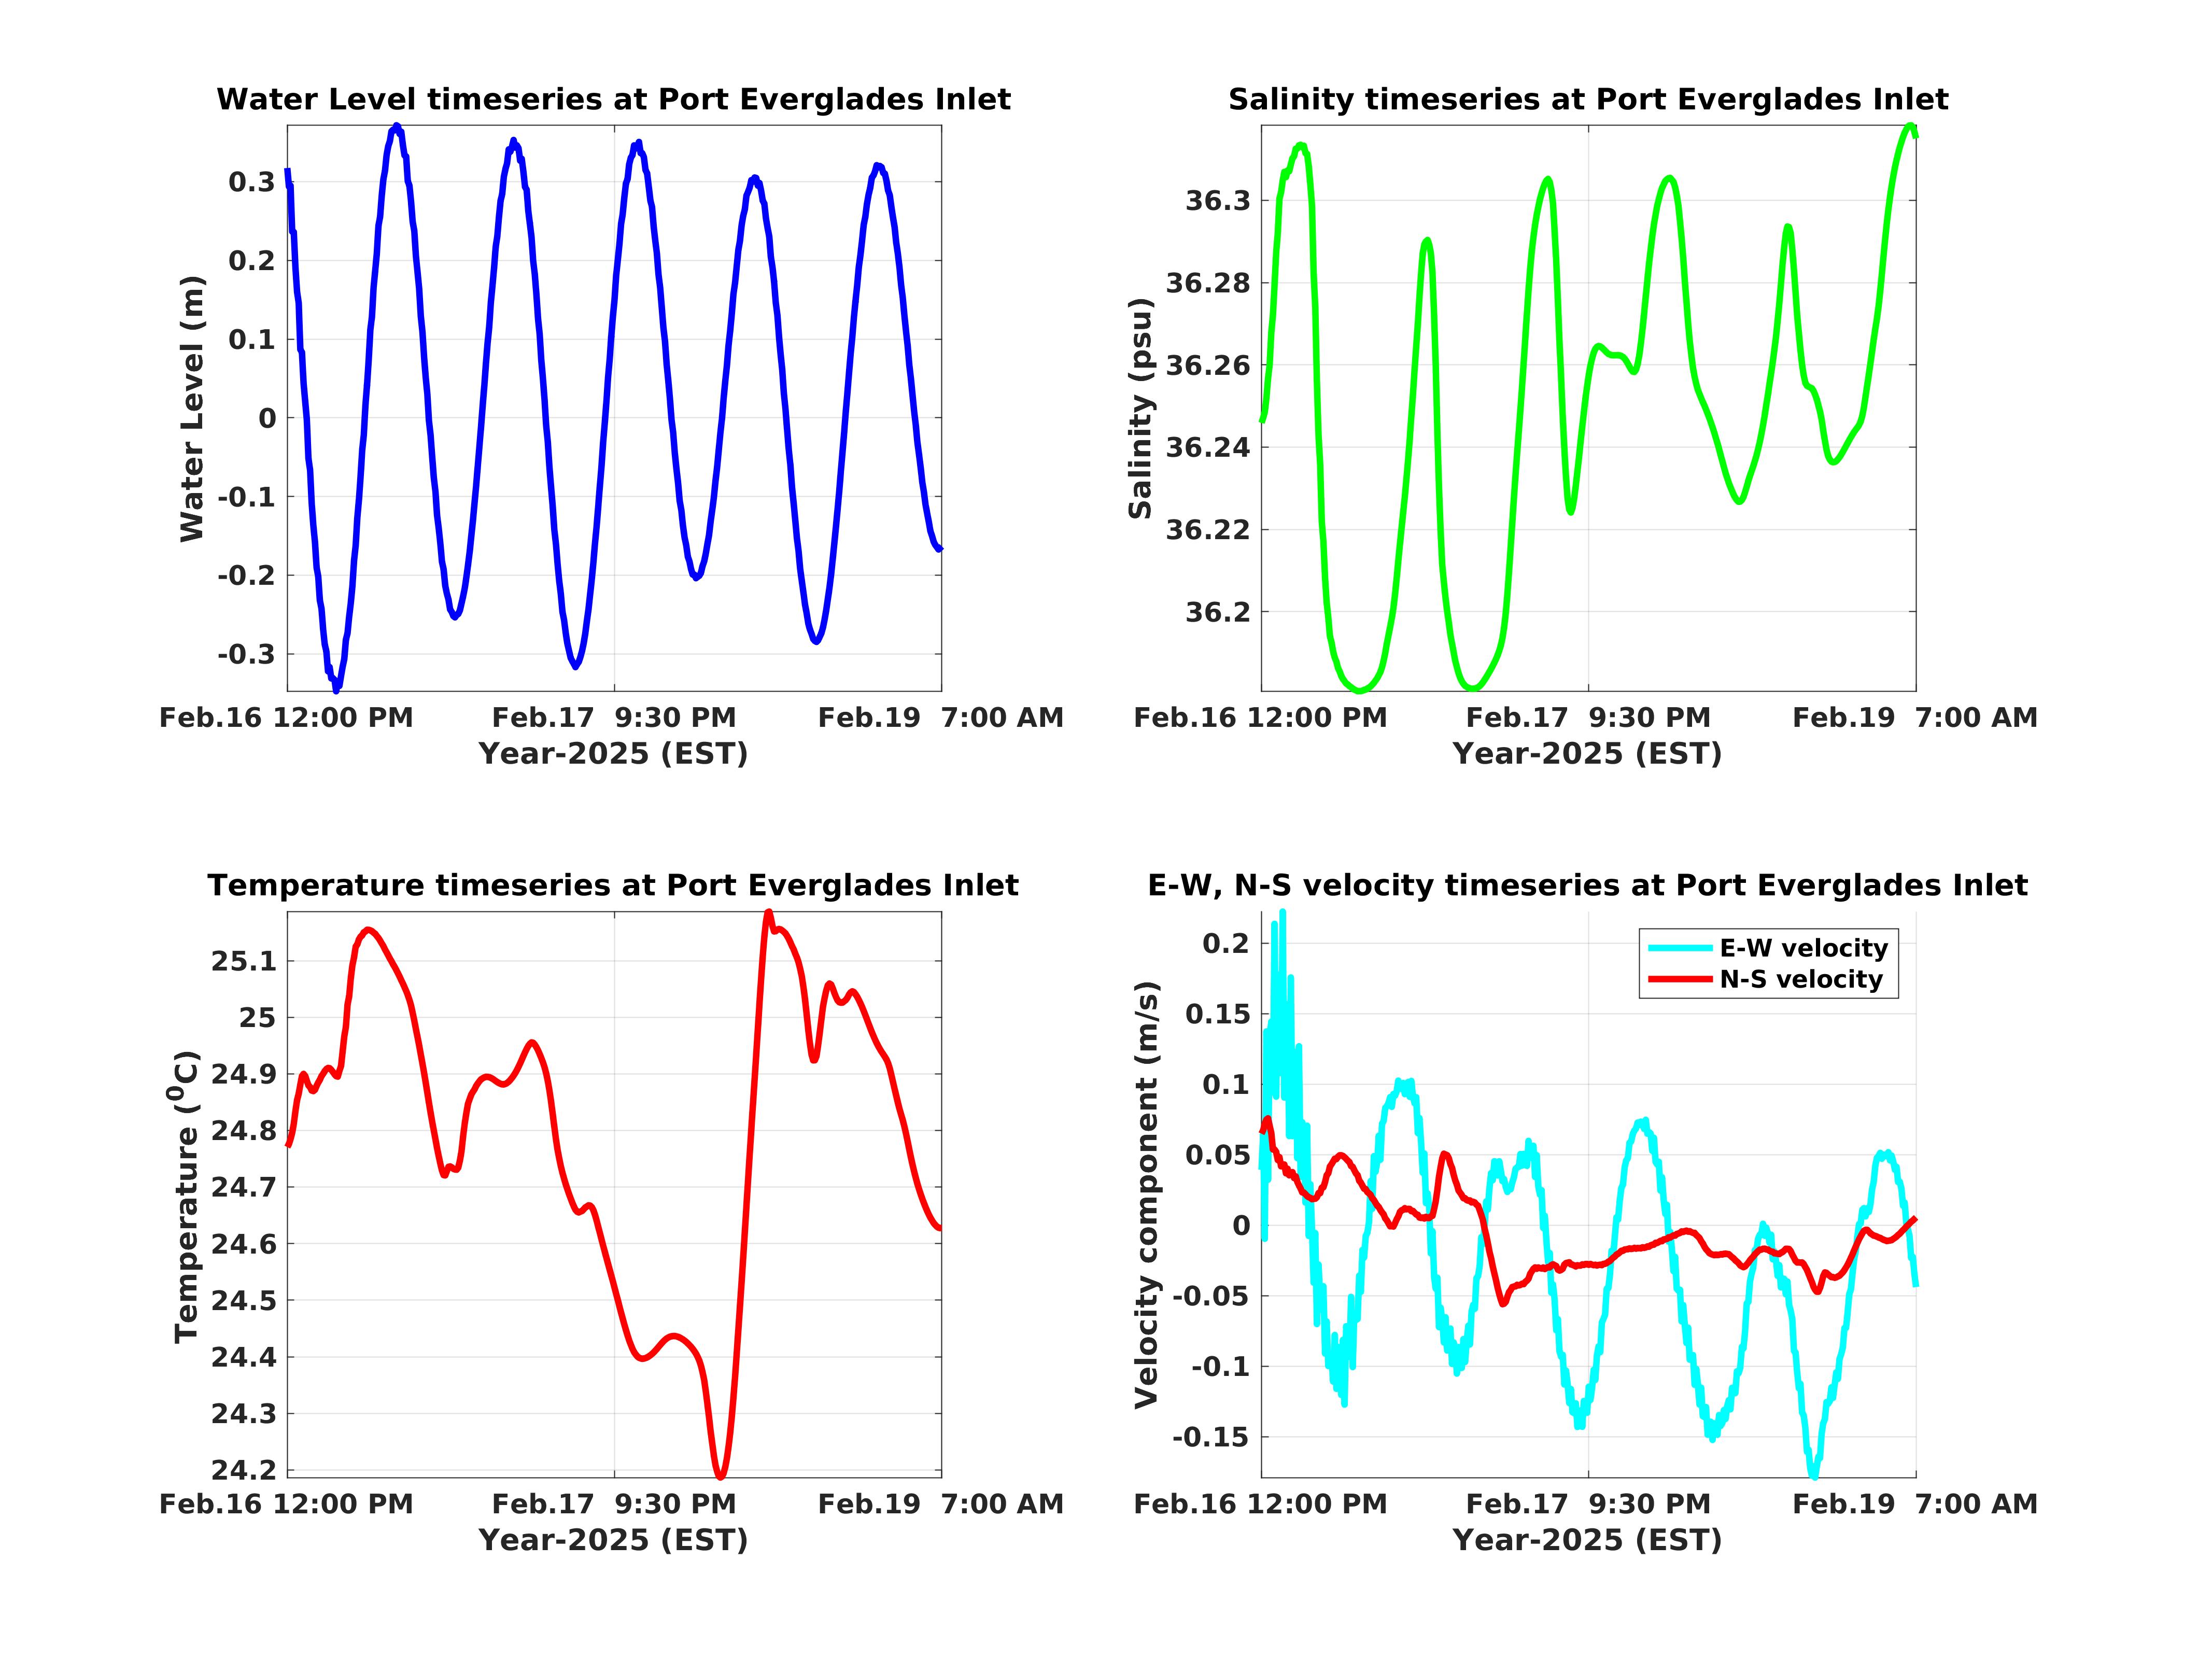 Water Level timeseries at Port Everglades Inlet
Water Level (m)
0.3
0.2
0.1
0
-0.1
-0.2
-0.3
Feb.16 12:00 PM Feb.17 9:30 PM Feb.19 7:00 AM
Year-2025 (EST)
Salinity timeseries at Port Everglades Inlet
Salinity (psu)
36.3
36.28
36.26
36.24
36.22
36.2
Feb.16 12:00 PM Feb.17 9:30 PM Feb.19 7:00 AM
Year-2025 (EST)
Temperature timeseries at Port Everglades Inlet
Temperature (⁰C)
25.1
25
24.9
24.8
24.7
24.6
24.5
24.4
24.3
24.2
Feb.16 12:00 PM Feb.17 9:30 PM Feb.19 7:00 AM
Year-2025 (EST)
E-W, N-S velocity timeseries at Port Everglades Inlet
Velocity component (m/s)
0.2
0.15
0.1
0.05
0
-0.05
-0.1
-0.15
E-W velocity
N-S velocity
Feb.16 12:00 PM Feb.17 9:30 PM Feb.19 7:00 AM
Year-2025 (EST)